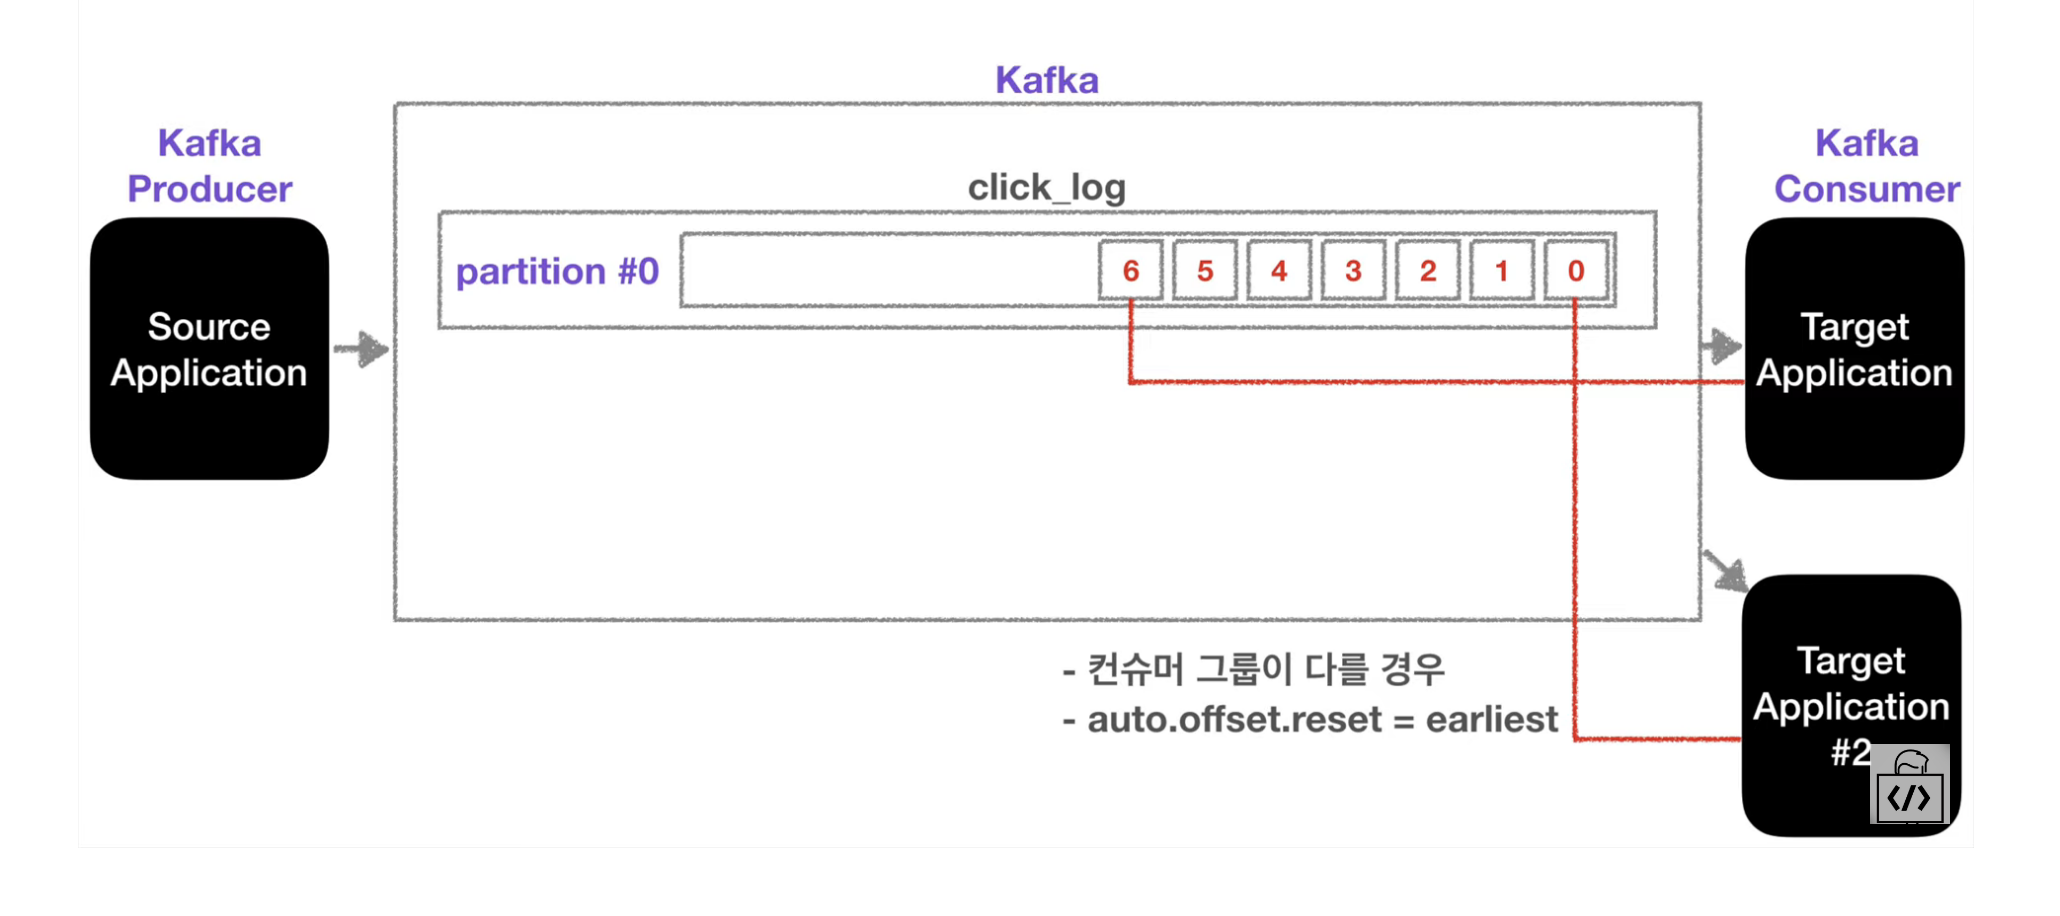 Kafka
Kafka
Producer
Kafka
Consumer
click_log
partition #0
6 5 4 3 2 1 0
Source
Application
Target
Application
- 컨슈머 그룹이 다를 경우
- auto.offset.reset = earliest
Target
Application
#2
</>